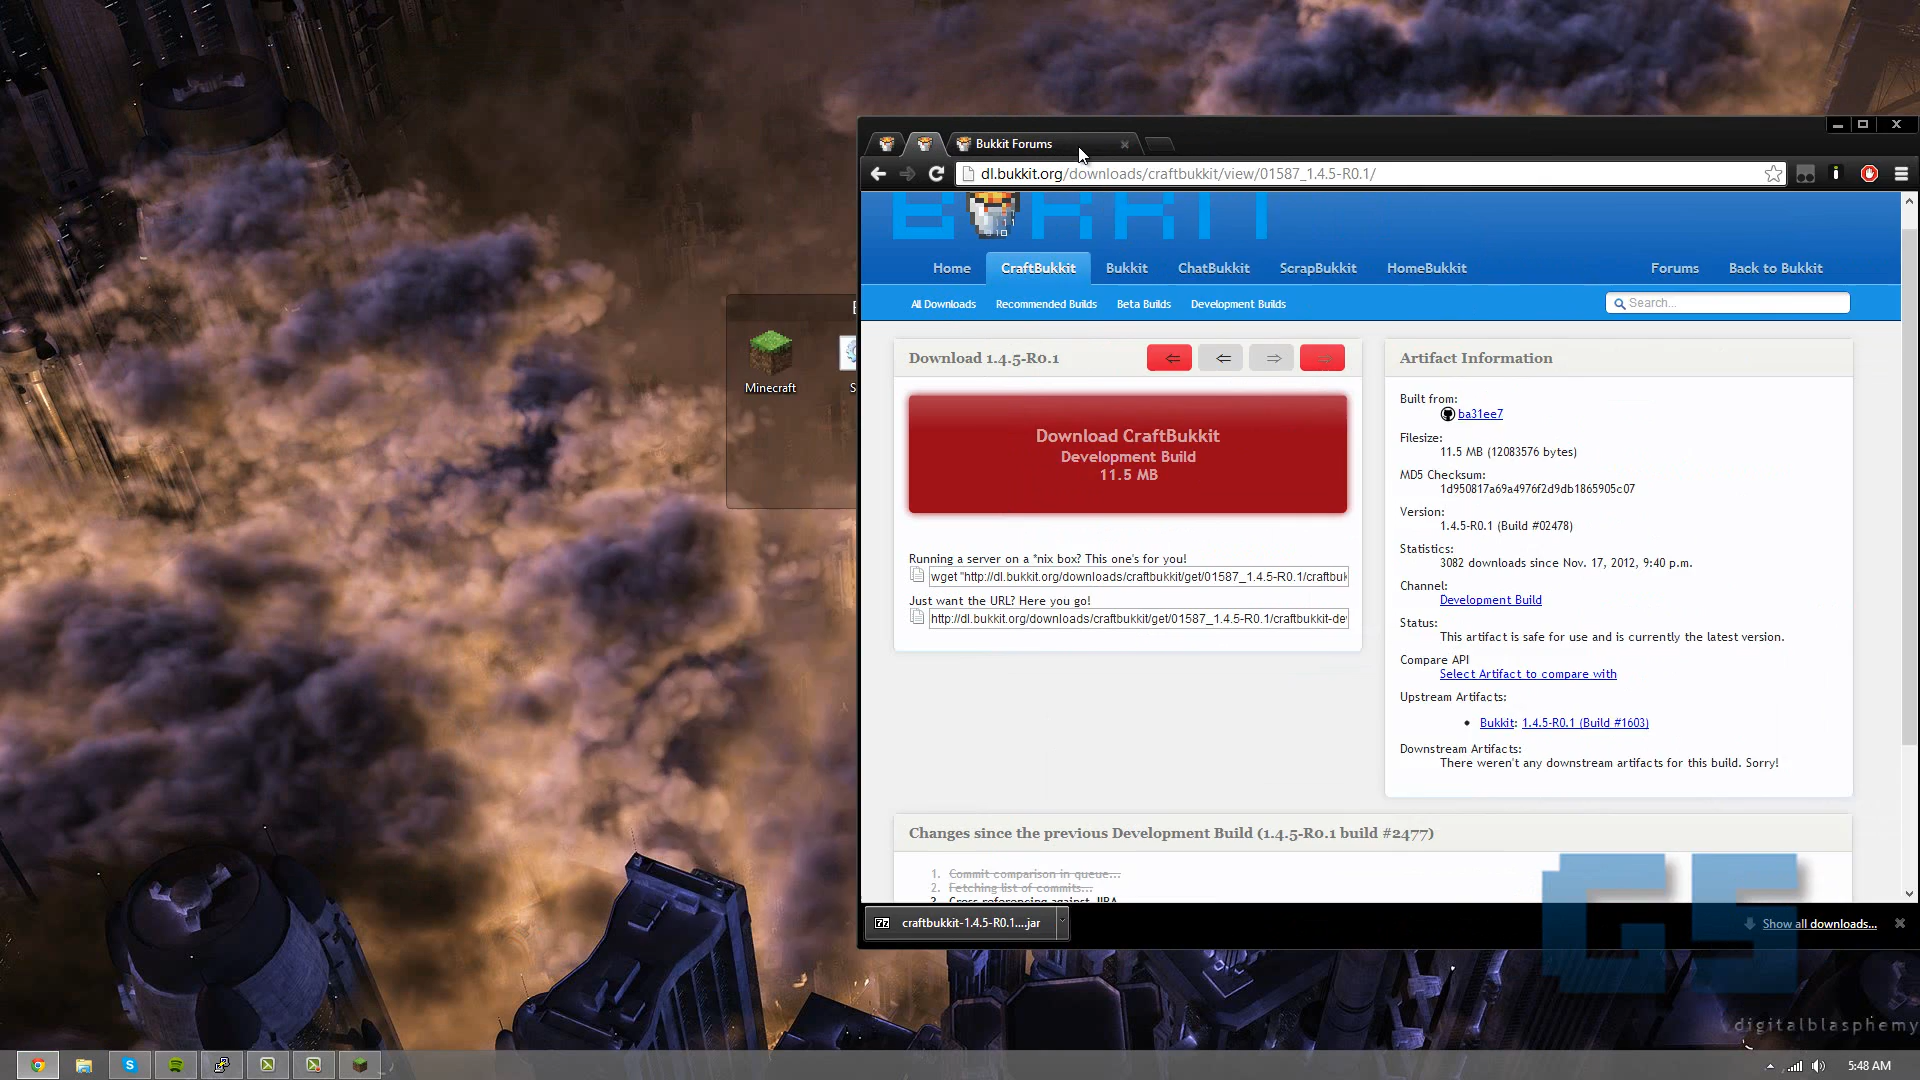 Bukkit Forums
dl.bukkit.org/downloads/craftbukkit/view/01587_1.4.5-R0.1/
BUKKIT
Home
CraftBukkit
Bukkit
ChatBukkit
ScrapBukkit
HomeBukkit
Forums
Back to Bukkit
All Downloads
Recommended Builds
Beta Builds
Development Builds
Search...
Minecraft
Download 1.4.5-R0.1
Download CraftBukkit
Development Build
11.5 MB
Running a server on a *nix box? This one's for you!
wget "http://dl.bukkit.org/downloads/craftbukkit/get/01587_1.4.5-R0.1/craftbuk
Just want the URL? Here you go!
http://dl.bukkit.org/downloads/craftbukkit/get/01587_1.4.5-R0.1/craftbukkit-de
Artifact Information
Built from:
ba31ee7
Filesize:
11.5 MB (12083576 bytes)
MD5 Checksum:
1d950817a69a4976f2d9db1865905c07
Version:
1.4.5-R0.1 (Build #02478)
Statistics:
3082 downloads since Nov. 17, 2012, 9:40 p.m.
Channel:
Development Build
Status:
This artifact is safe for use and is currently the latest version.
Compare API
Select Artifact to compare with
Upstream Artifacts:
Bukkit: 1.4.5-R0.1 (Build #1603)
Downstream Artifacts:
There weren't any downstream artifacts for this build. Sorry!
Changes since the previous Development Build (1.4.5-R0.1 build #2477)
1. Commit comparison in queue...
2. Fetching list of commits...
craftbukkit-1.4.5-R0.1....jar
Show all downloads...
GS
digitalblasphemy
5:48 AM